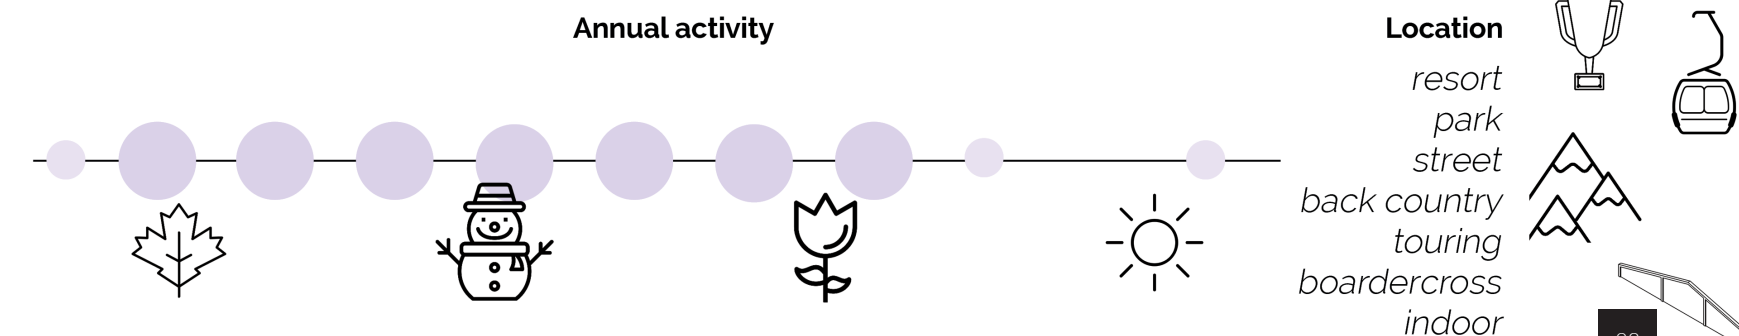 Annual activity
Location
resort
park
street
back country
touring
boardercross
indoor